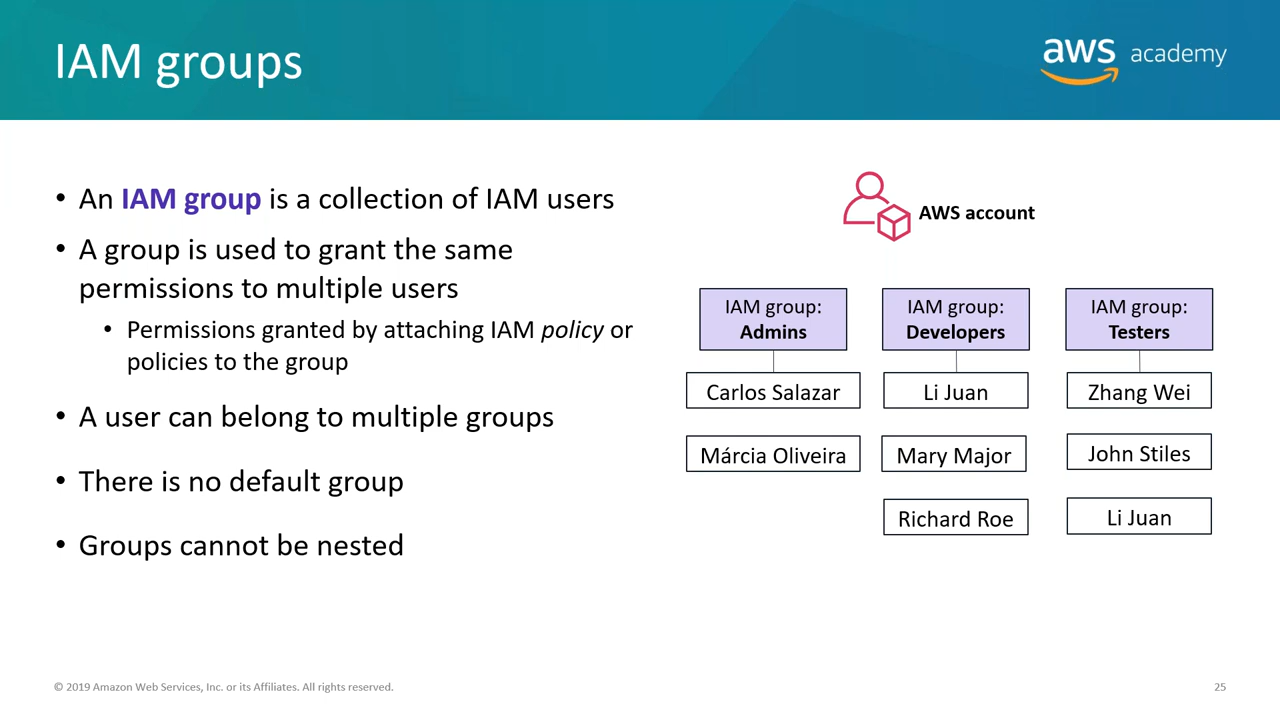 IAM groups
aws academy
• An IAM group is a collection of IAM users
• A group is used to grant the same
permissions to multiple users
• Permissions granted by attaching IAM policy or
policies to the group
• A user can belong to multiple groups
• There is no default group
• Groups cannot be nested
AWS account
IAM group:
Admins
Carlos Salazar
Márcia Oliveira
IAM group:
Developers
Li Juan
Mary Major
Richard Roe
IAM group:
Testers
Zhang Wei
John Stiles
Li Juan
© 2019 Amazon Web Services, Inc. or its Affiliates. All rights reserved.
25